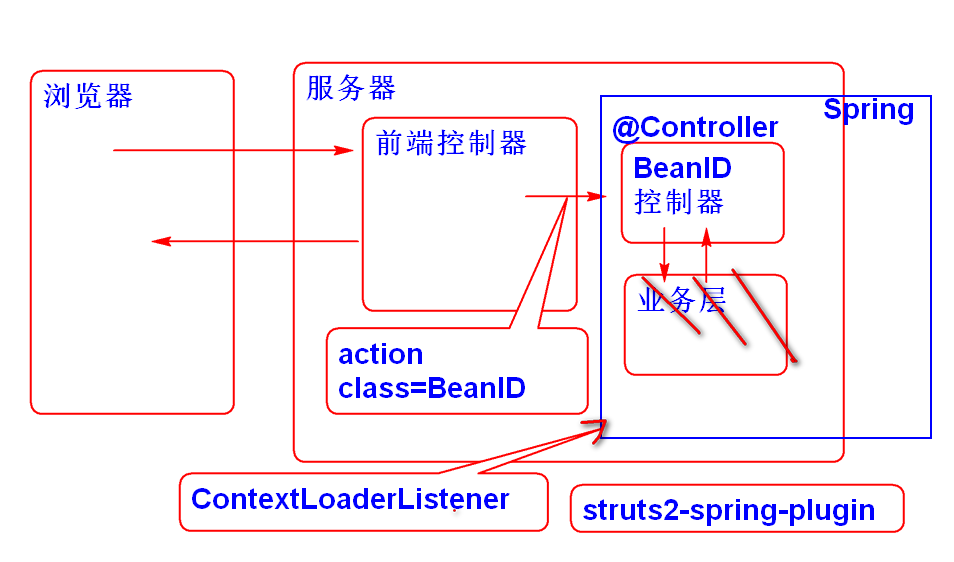 浏览器
服务器
前端控制器
Spring
@Controller
BeanID
控制器
业务层
action
class=BeanID
ContextLoaderListener
struts2-spring-plugin